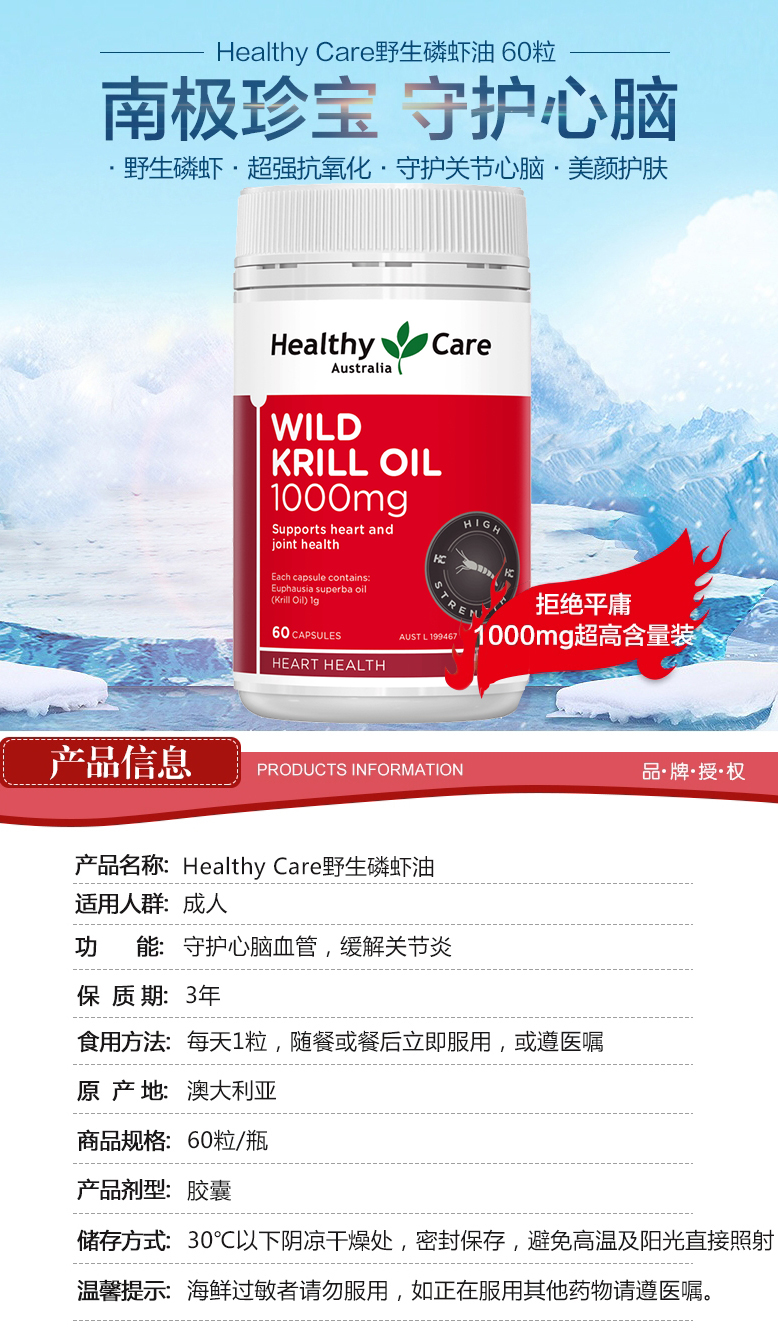 Healthy Care野生磷虾油 60粒
南极珍宝 守护心脑
·野生磷虾·超强抗氧化·守护关节心脑·美颜护肤
Healthy Care
Australia
WILD
KRILL OIL
1000mg
Supports heart and
joint health
HIGH
HC HC
Each capsule contains:
Euphausia superba oil
(Krill Oil) 1g
拒绝平庸
1000mg超高含量装
60 CAPSULES
AUST L 199467
HEART HEALTH
产品信息
PRODUCTS INFORMATION
品·牌·授·权
产品名称: Healthy Care野生磷虾油
适用人群: 成人
功 能: 守护心脑血管，缓解关节炎
保 质 期: 3年
食用方法: 每天1粒，随餐或餐后立即服用，或遵医嘱
原 产 地: 澳大利亚
商品规格: 60粒/瓶
产品剂型: 胶囊
储存方式: 30℃以下阴凉干燥处，密封保存，避免高温及阳光直接照射
温馨提示: 海鲜过敏者请勿服用，如正在服用其他药物请遵医嘱。